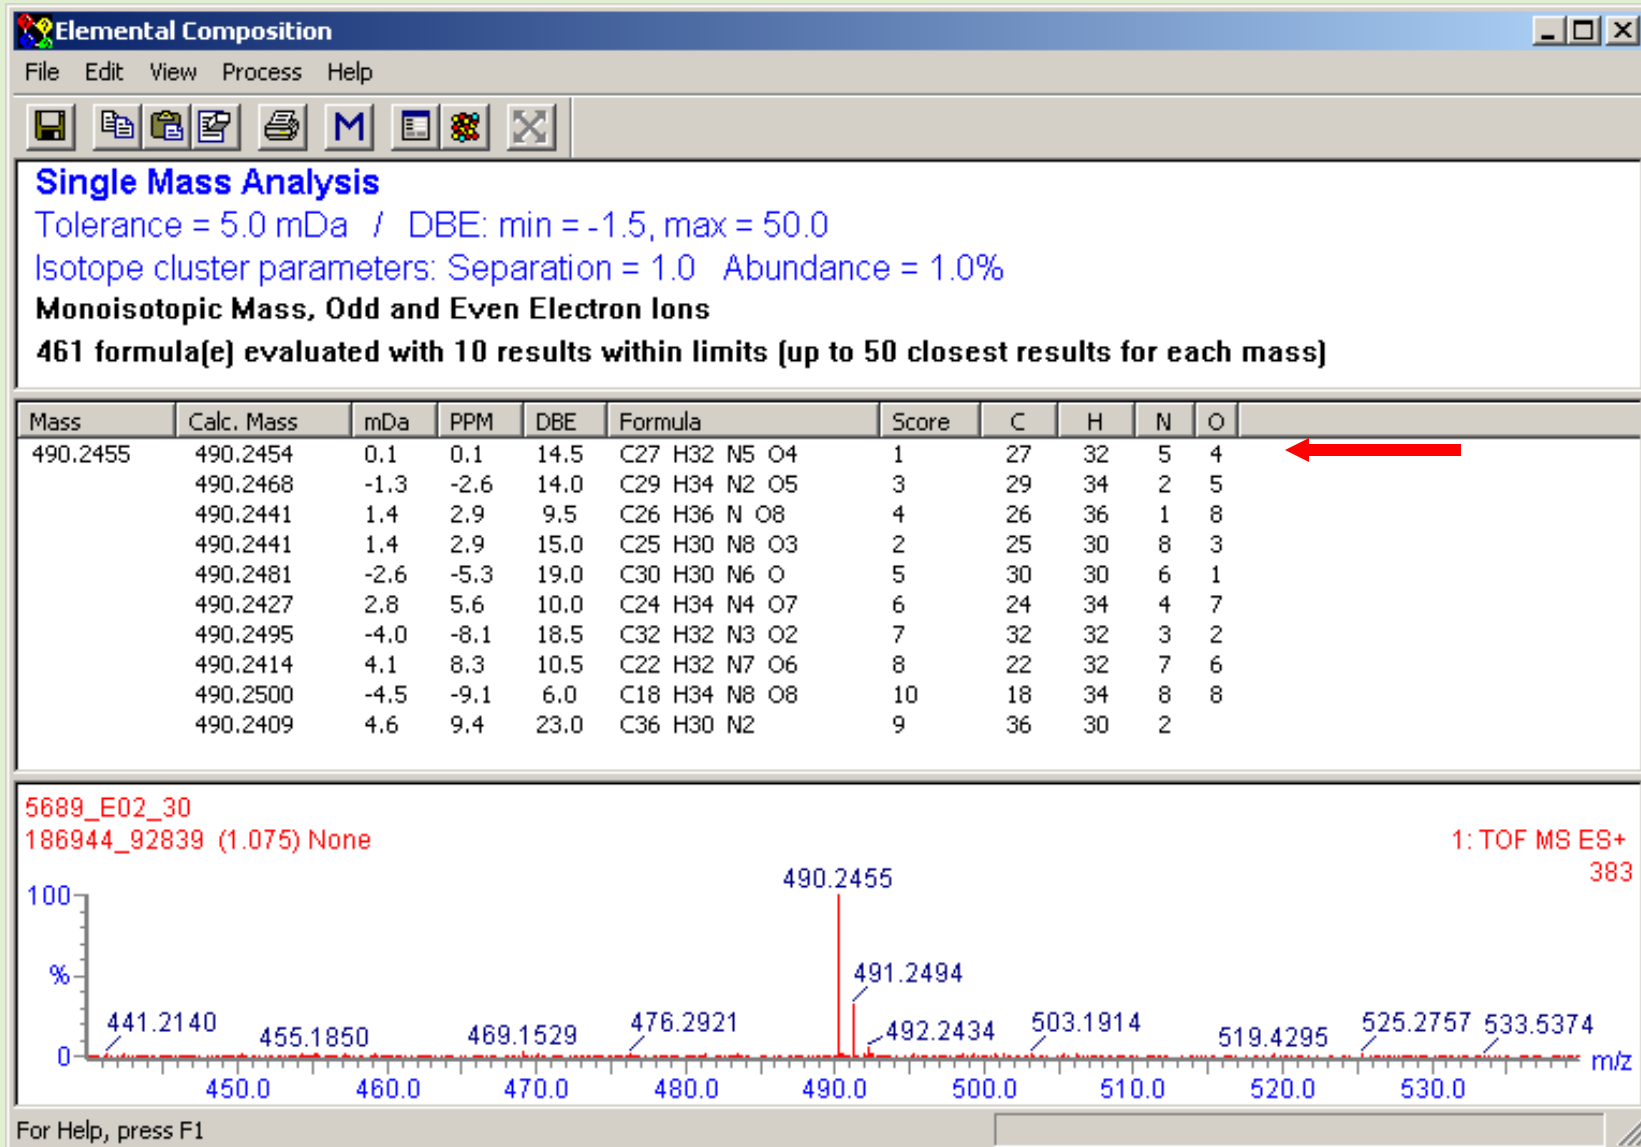 Elemental Composition
File Edit View Process Help
M
Single Mass Analysis
Tolerance = 5.0 mDa / DBE: min = -1.5, max = 50.0
Isotope cluster parameters: Separation = 1.0 Abundance = 1.0%
Monoisotopic Mass, Odd and Even Electron Ions
461 formula(e) evaluated with 10 results within limits (up to 50 closest results for each mass)
Mass Calc. Mass mDa PPM DBE Formula Score C H N O
490.2455 490.2454 0.1 0.1 14.5 C27 H32 N5 O4 1 27 32 5 4
490.2468 -1.3 -2.6 14.0 C29 H34 N2 O5 3 29 34 2 5
490.2441 1.4 2.9 9.5 C26 H36 N O8 4 26 36 1 8
490.2441 1.4 2.9 15.0 C25 H30 N8 O3 2 25 30 8 3
490.2481 -2.6 -5.3 19.0 C30 H30 N6 O 5 30 30 6 1
490.2427 2.8 5.6 10.0 C24 H34 N4 O7 6 24 34 4 7
490.2495 -4.0 -8.1 18.5 C32 H32 N3 O2 7 32 32 3 2
490.2414 4.1 8.3 10.5 C22 H32 N7 O6 8 22 32 7 6
490.2500 -4.5 -9.1 6.0 C18 H34 N8 O8 10 18 34 8 8
490.2409 4.6 9.4 23.0 C36 H30 N2 9 36 30 2
5689_E02_30
186944_92839 (1.075) None 1: TOF MS ES+
383
100 490.2455
% 491.2494
441.2140 455.1850 469.1529 476.2921 492.2434 503.1914 519.4295 525.2757 533.5374
0 m/z
450.0 460.0 470.0 480.0 490.0 500.0 510.0 520.0 530.0
For Help, press F1